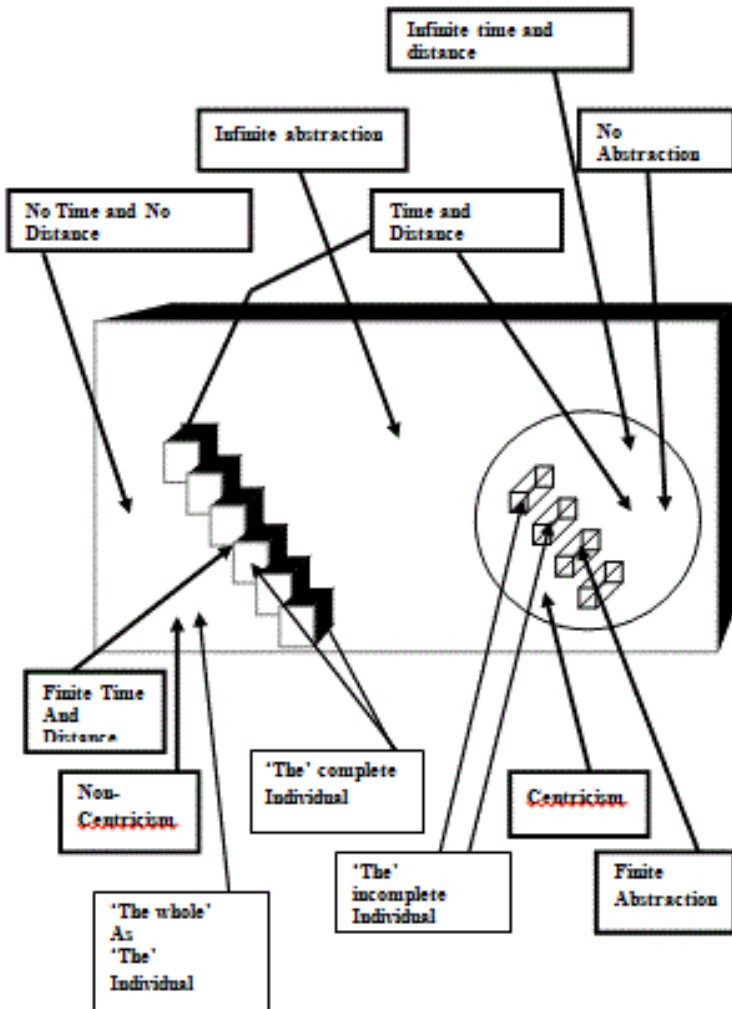 Infinite time and
distance
Infinite abstraction
No
Abstraction
No Time and No
Distance
Time and
Distance
Finite Time
And
Distance
'The' complete
Individual
Non-
Centricism
Centricism
'The'
incomplete
Individual
Finite
Abstraction
'The whole'
As
'The'
Individual